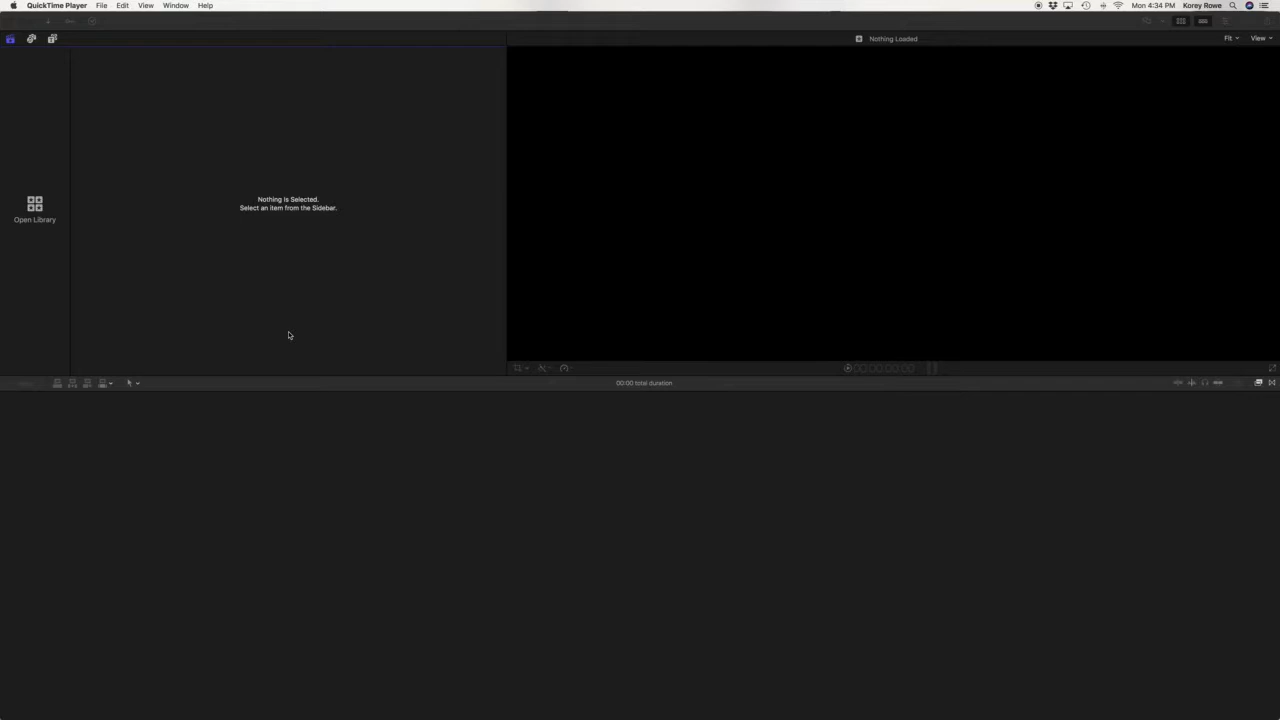 QuickTime Player File Edit View Window Help Mon 4:34 PM Korey Rowe
Nothing Loaded Fit View
Nothing is Selected.
Select an item from the Sidebar.
Open Library
00:00 total duration